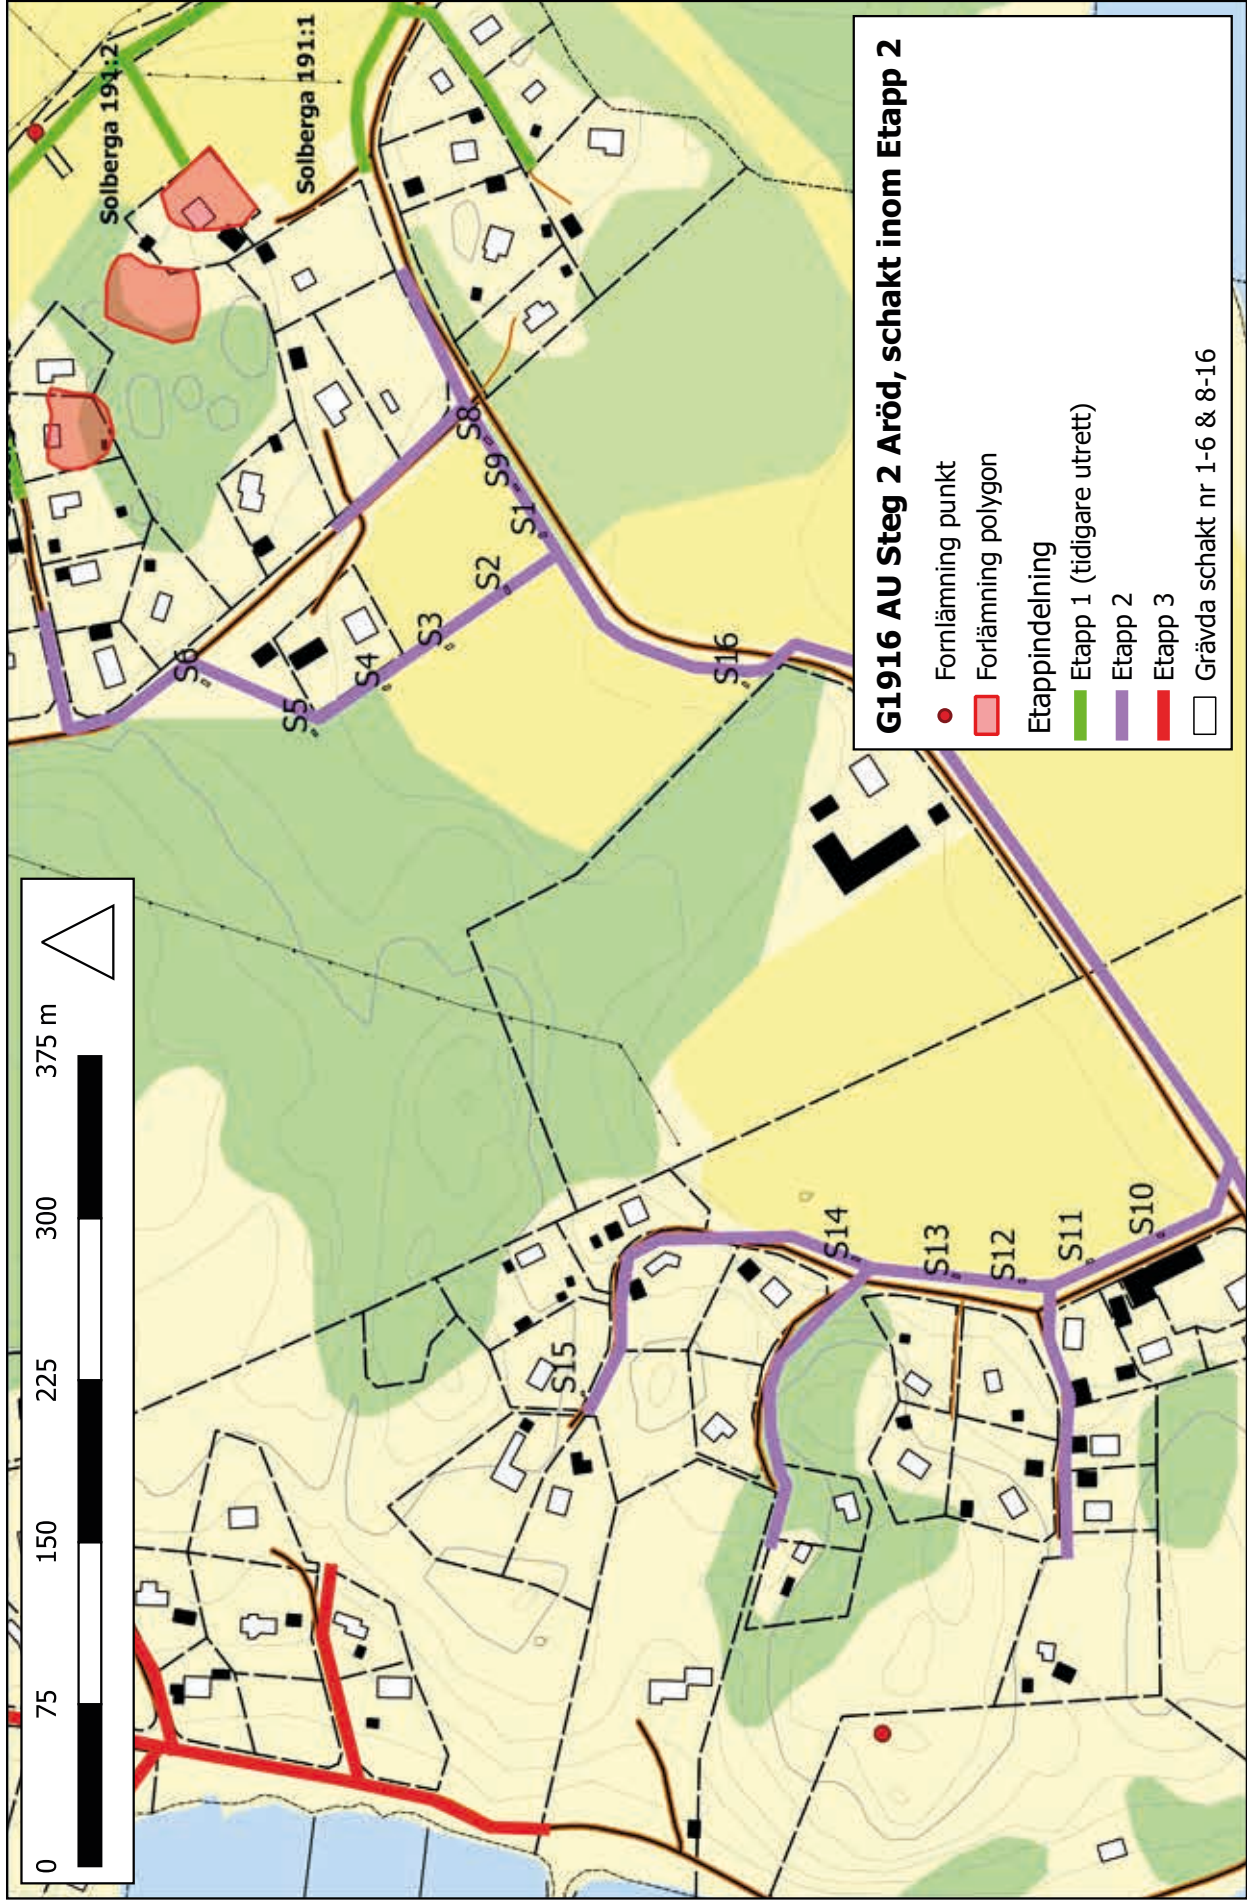 0 75 150 225 300 375 m
Solberga 191:2
Solberga 191:1
S6
S5
S4
S3
S2
S1
S9
S8
S16
S15
S14
S13
S12
S11
S10
G1916 AU Steg 2 Aröd, schakt inom Etapp 2
Fornlämning punkt
Forlämning polygon
Etappindelning
Etapp 1 (tidigare utrett)
Etapp 2
Etapp 3
Grävda schakt nr 1-6 & 8-16